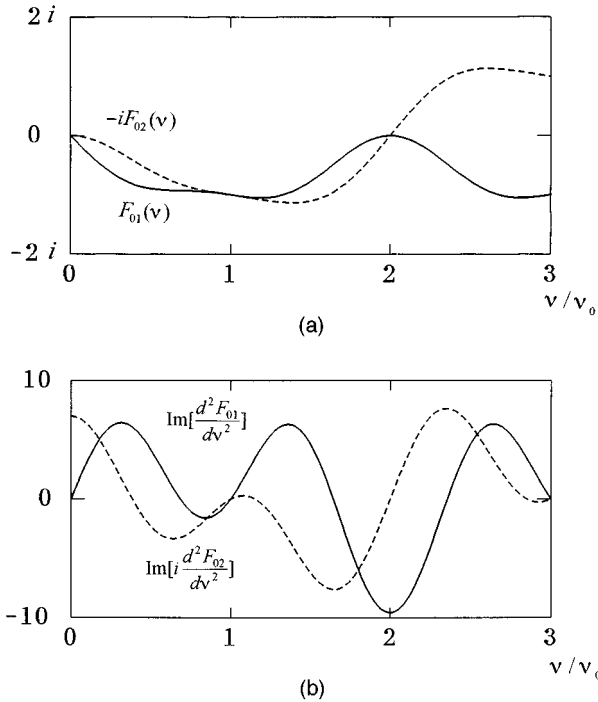 2 i
−iF₀₂(ν)
0
F₀₁(ν)
−2 i
0 1 2 3
ν/ν₀
(a)
10
Im[d²F₀₁/dν²]
0
Im[i d²F₀₂/dν²]
−10
0 1 2 3
ν/ν₀
(b)